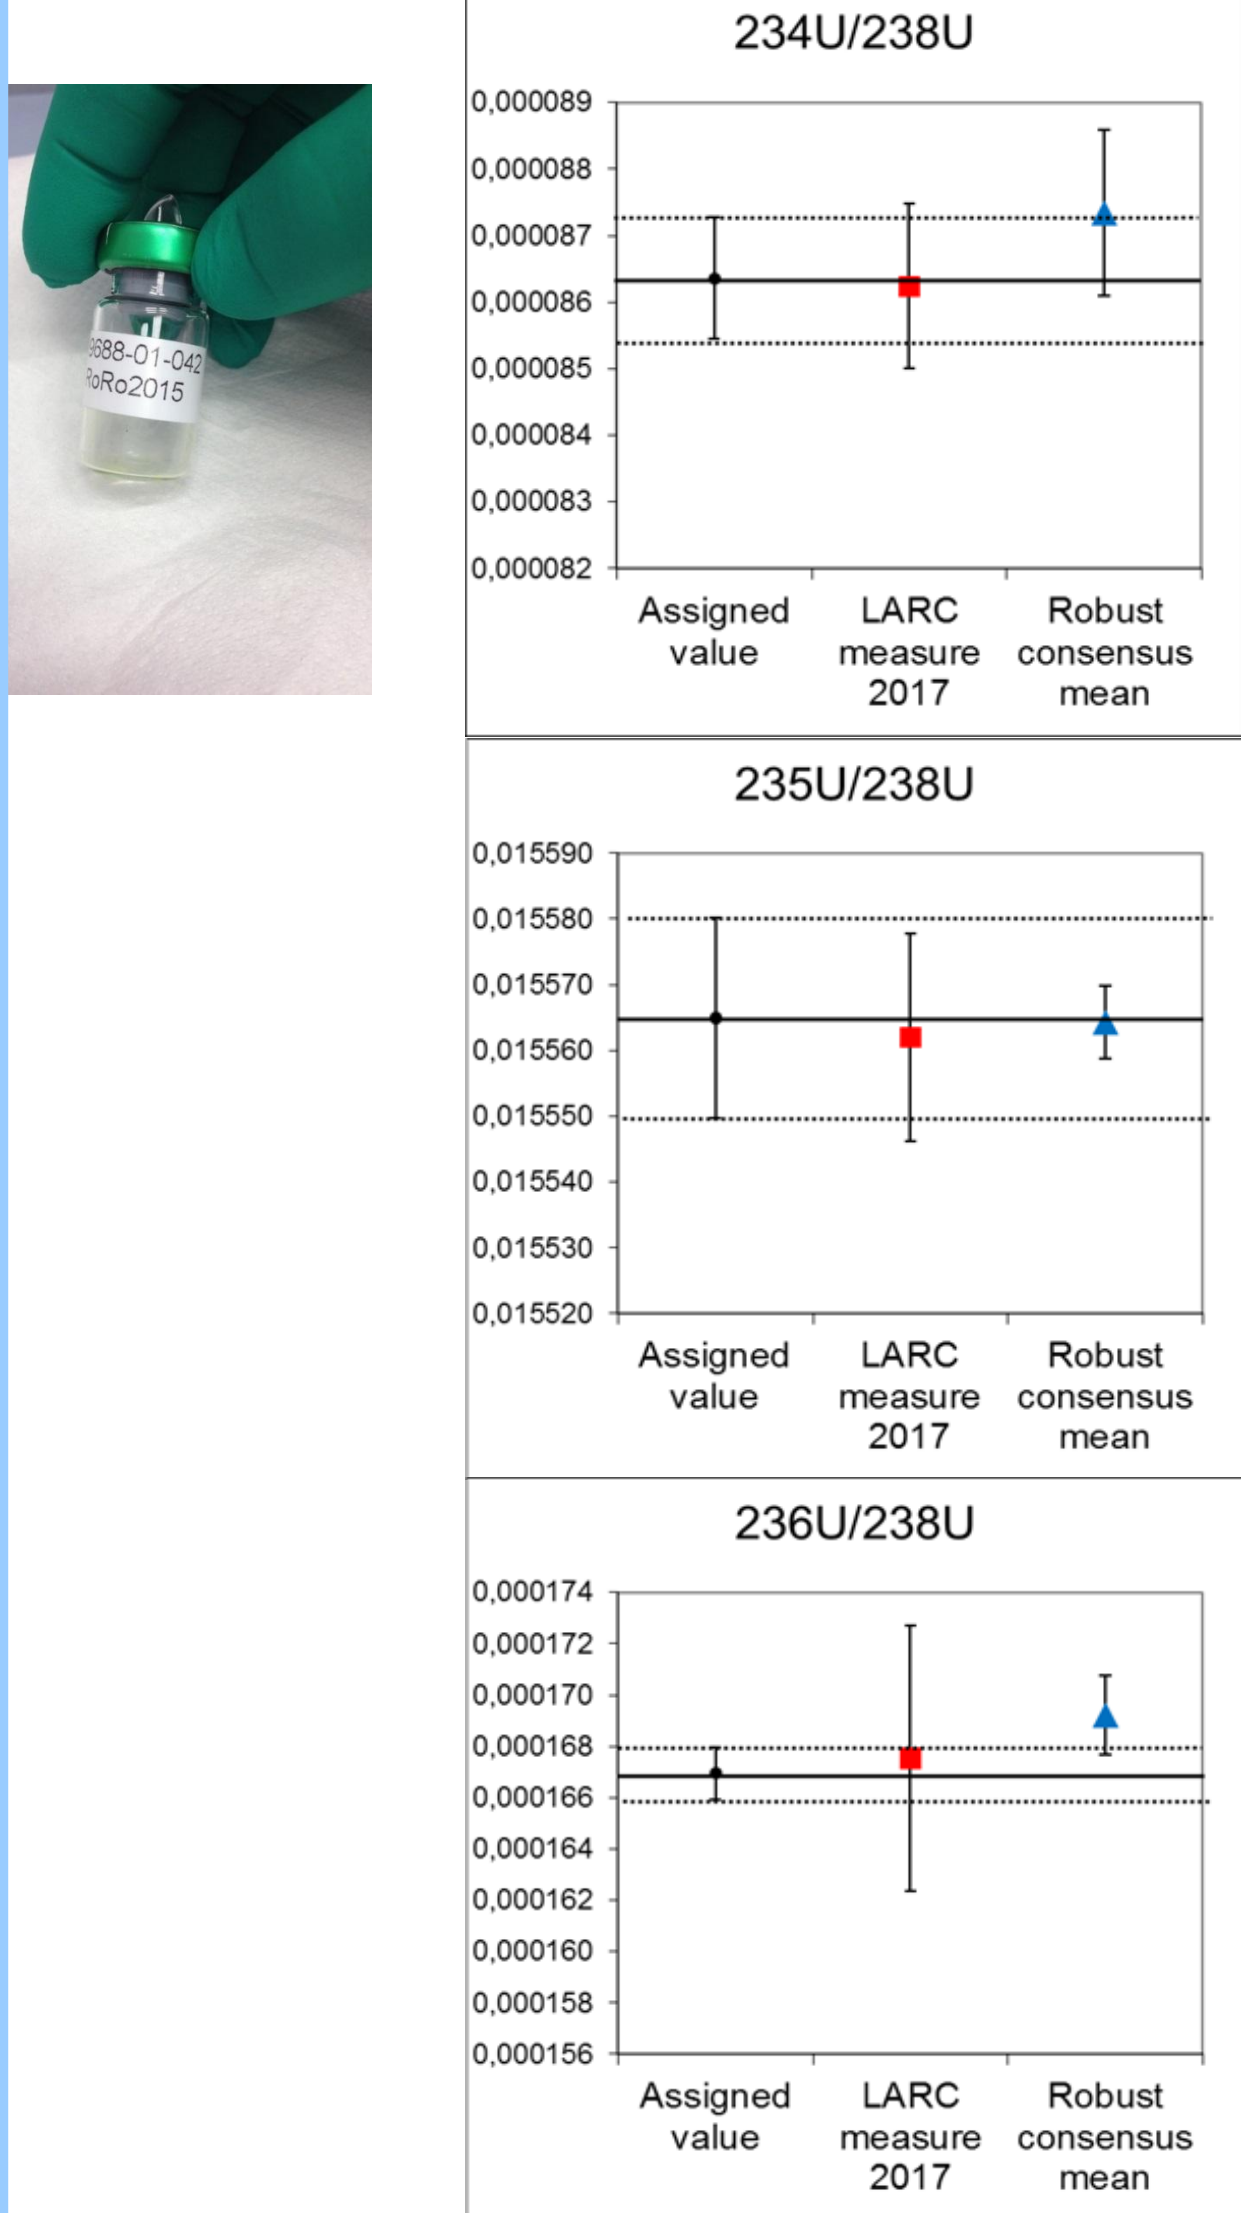 9688-01-042
RoRo2015
234U/238U
0,000089
0,000088
0,000087
0,000086
0,000085
0,000084
0,000083
0,000082
Assigned value
LARC measure 2017
Robust consensus mean
235U/238U
0,015590
0,015580
0,015570
0,015560
0,015550
0,015540
0,015530
0,015520
Assigned value
LARC measure 2017
Robust consensus mean
236U/238U
0,000174
0,000172
0,000170
0,000168
0,000166
0,000164
0,000162
0,000160
0,000158
0,000156
Assigned value
LARC measure 2017
Robust consensus mean